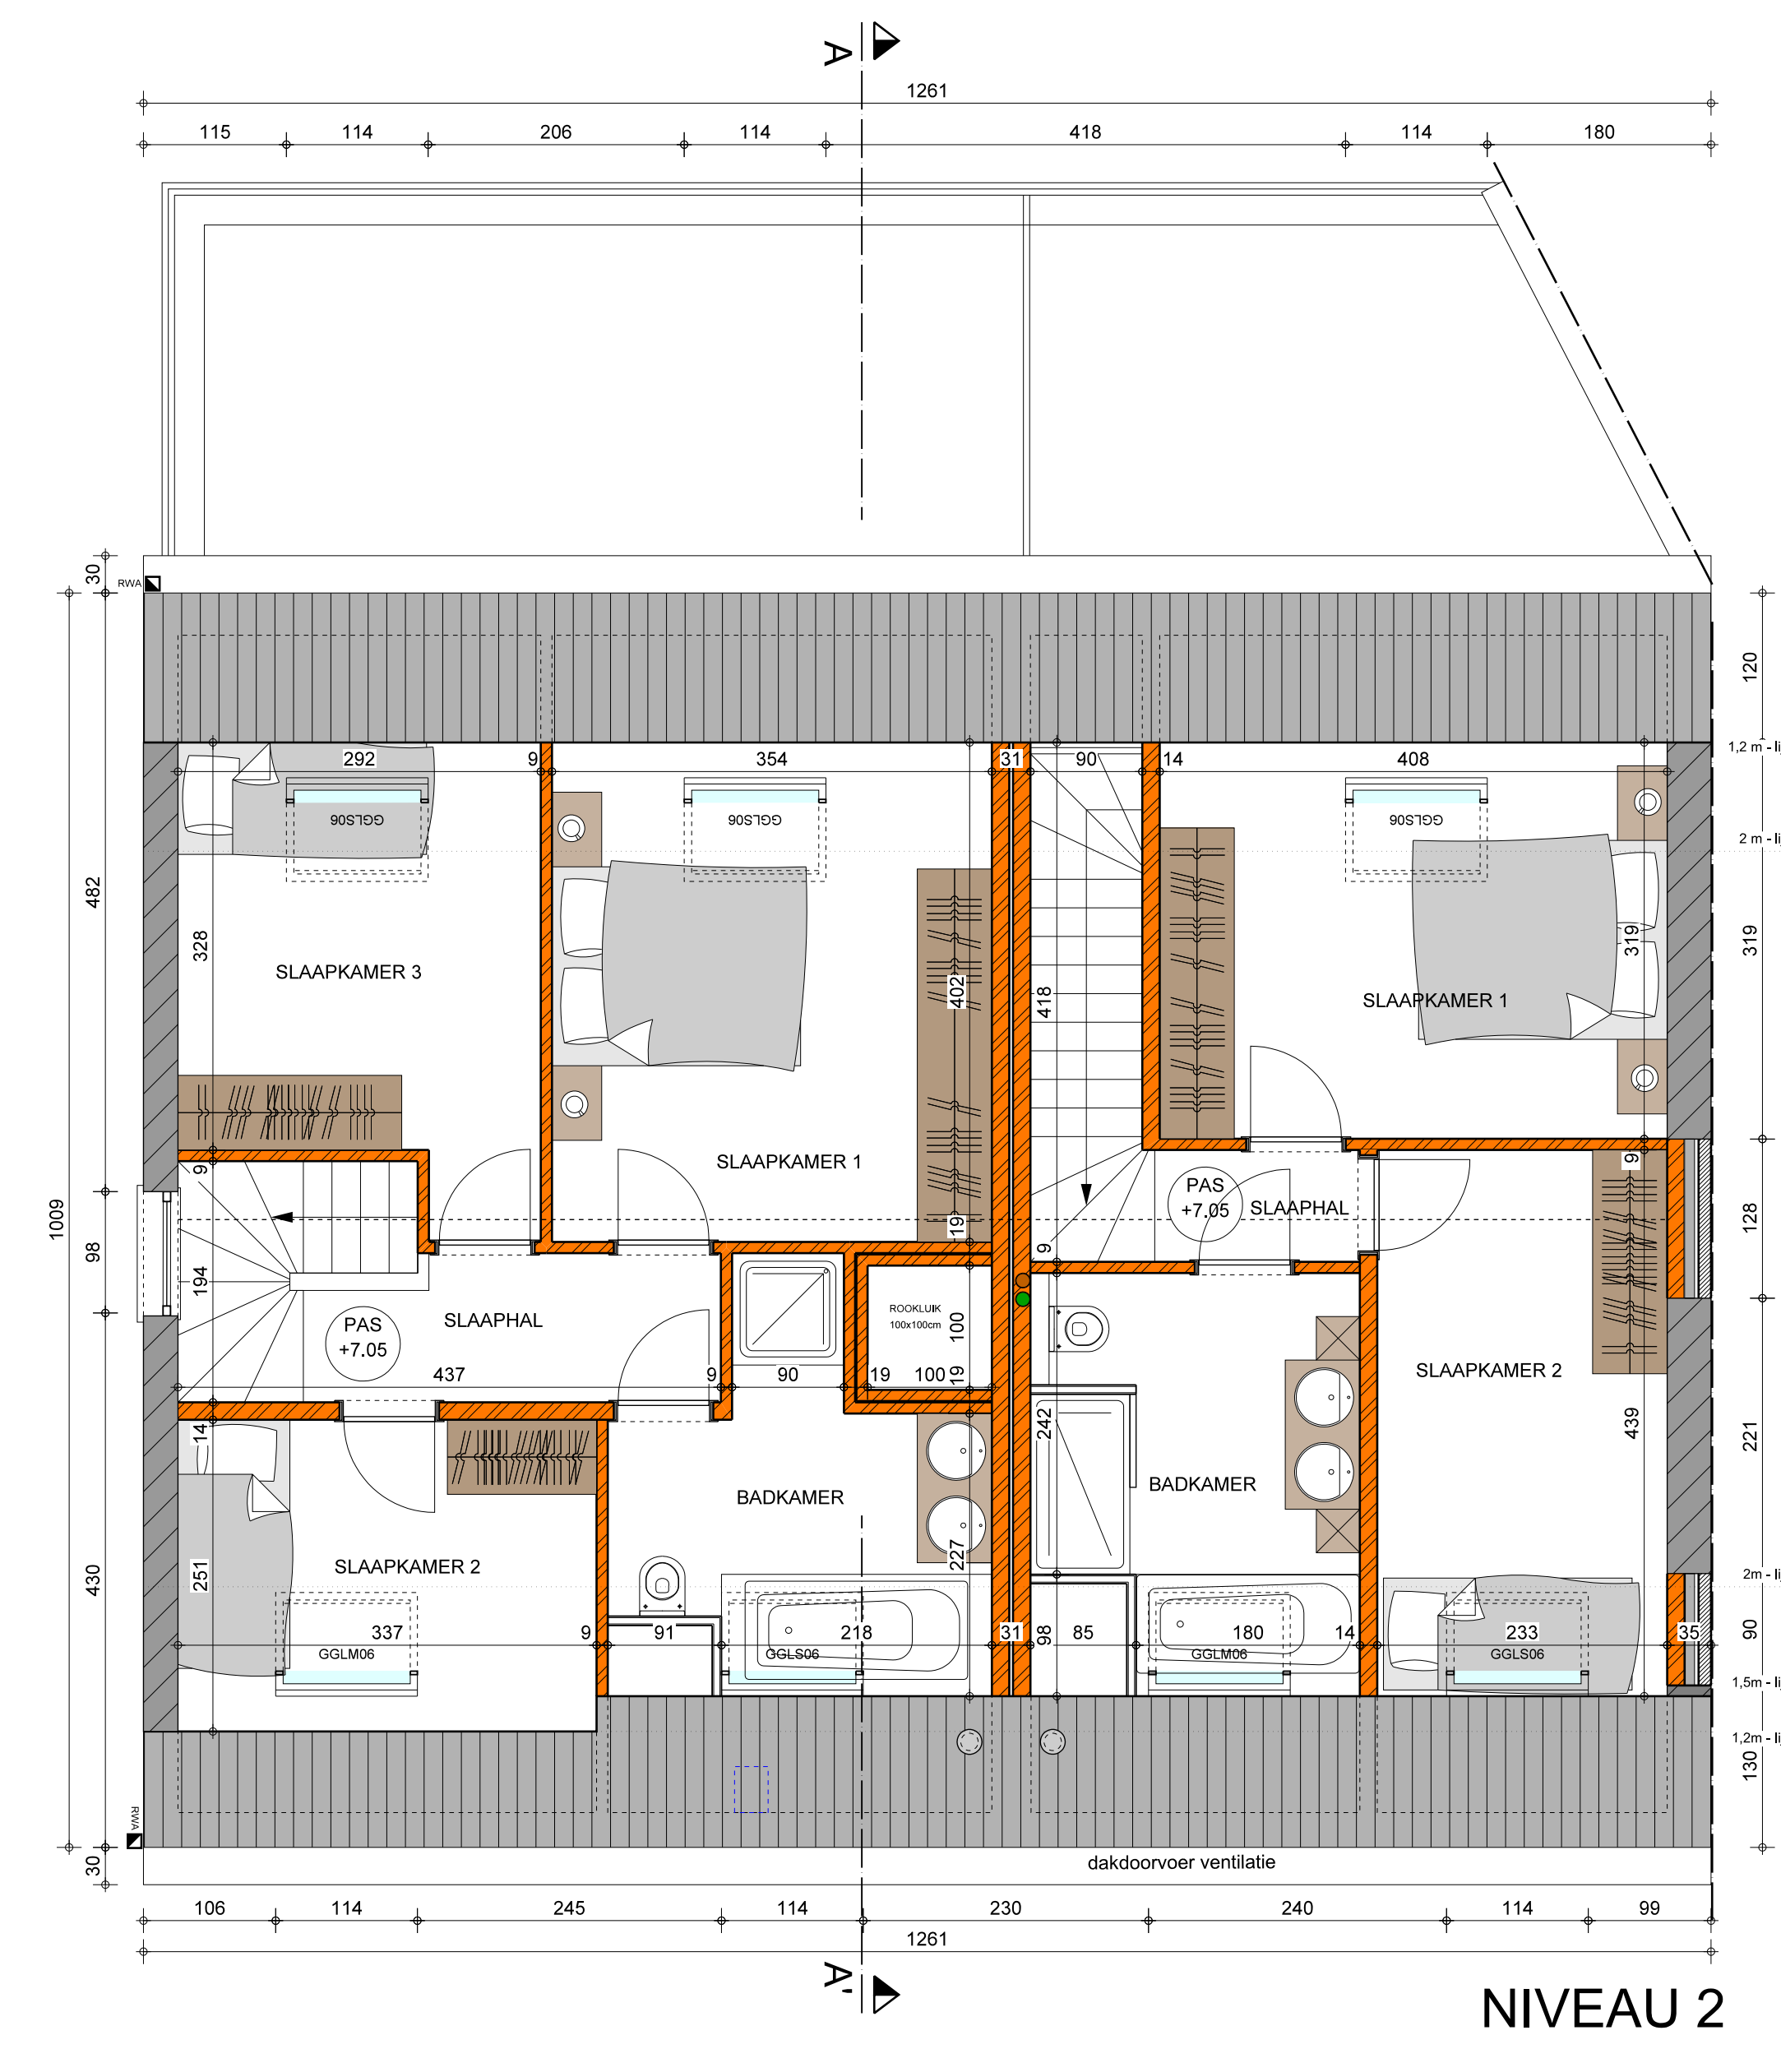 A
1261
115 114 206 114 418 114 180
30
RWA
120
1,2 m - lij
292 9 354 31 90 14 408
GGLS06 GGLS06 GGLS06
2 m - lij
482
328
SLAAPKAMER 3
402
418
319
319
SLAAPKAMER 1
SLAAPKAMER 1
9
9
PAS
+7.05
SLAAPHAL
1009
98
19
9
128
194
SLAAPHAL
PAS
+7.05
ROOKLUIK
100x100cm
100
437 9 90 19 100
19
SLAAPKAMER 2
14
242
439
221
BADKAMER
BADKAMER
430
251
SLAAPKAMER 2
227
2m - lij
337 9 91 218 31 98 85 180 14 233 35
90
GGLM06 GGLS06 GGLM06 GGLS06
1,5m - lij
1,2m - lij
130
RWA
30
dakdoorvoer ventilatie
106 114 245 114 230 240 114 99
1261
A'
NIVEAU 2